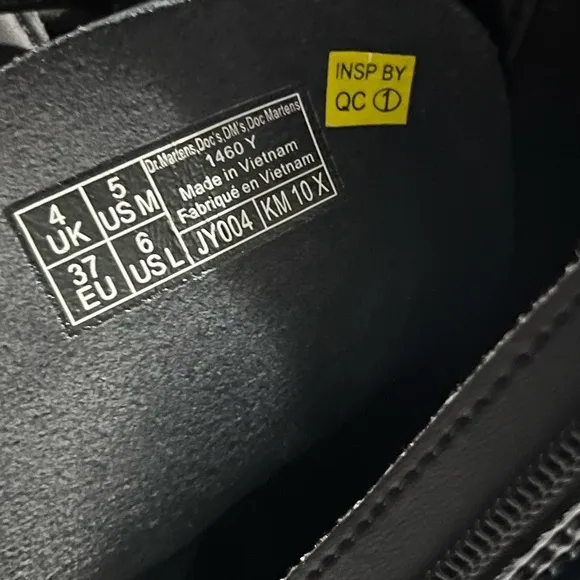 Dr.Martens,Doc's,DM's,Doc Martens
1460 Y
Made in Vietnam
Fabriqué en Vietnam
JY004 KM 10 X
4 UK
5 US M
37 EU
6 US L
INSP BY
QC 1